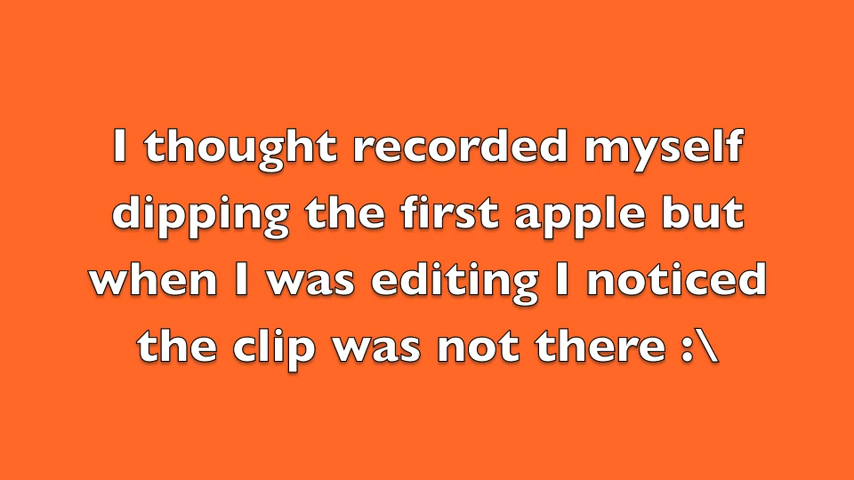 I thought recorded myself
dipping the first apple but
when I was editing I noticed
the clip was not there :\